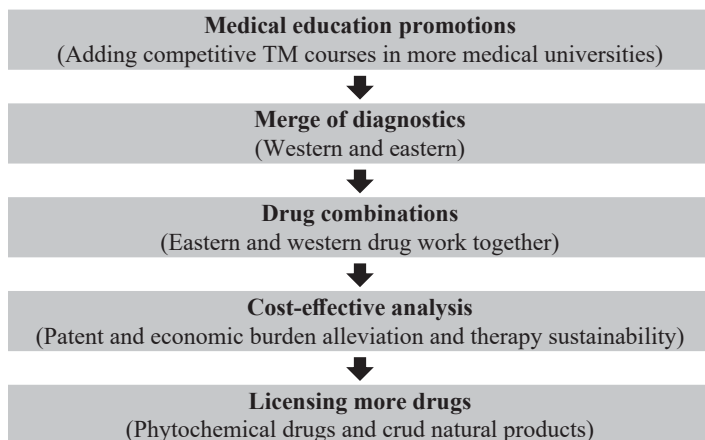 Medical education promotions
(Adding competitive TM courses in more medical universities)
Merge of diagnostics
(Western and eastern)
Drug combinations
(Eastern and western drug work together)
Cost-effective analysis
(Patent and economic burden alleviation and therapy sustainability)
Licensing more drugs
(Phytochemical drugs and crud natural products)